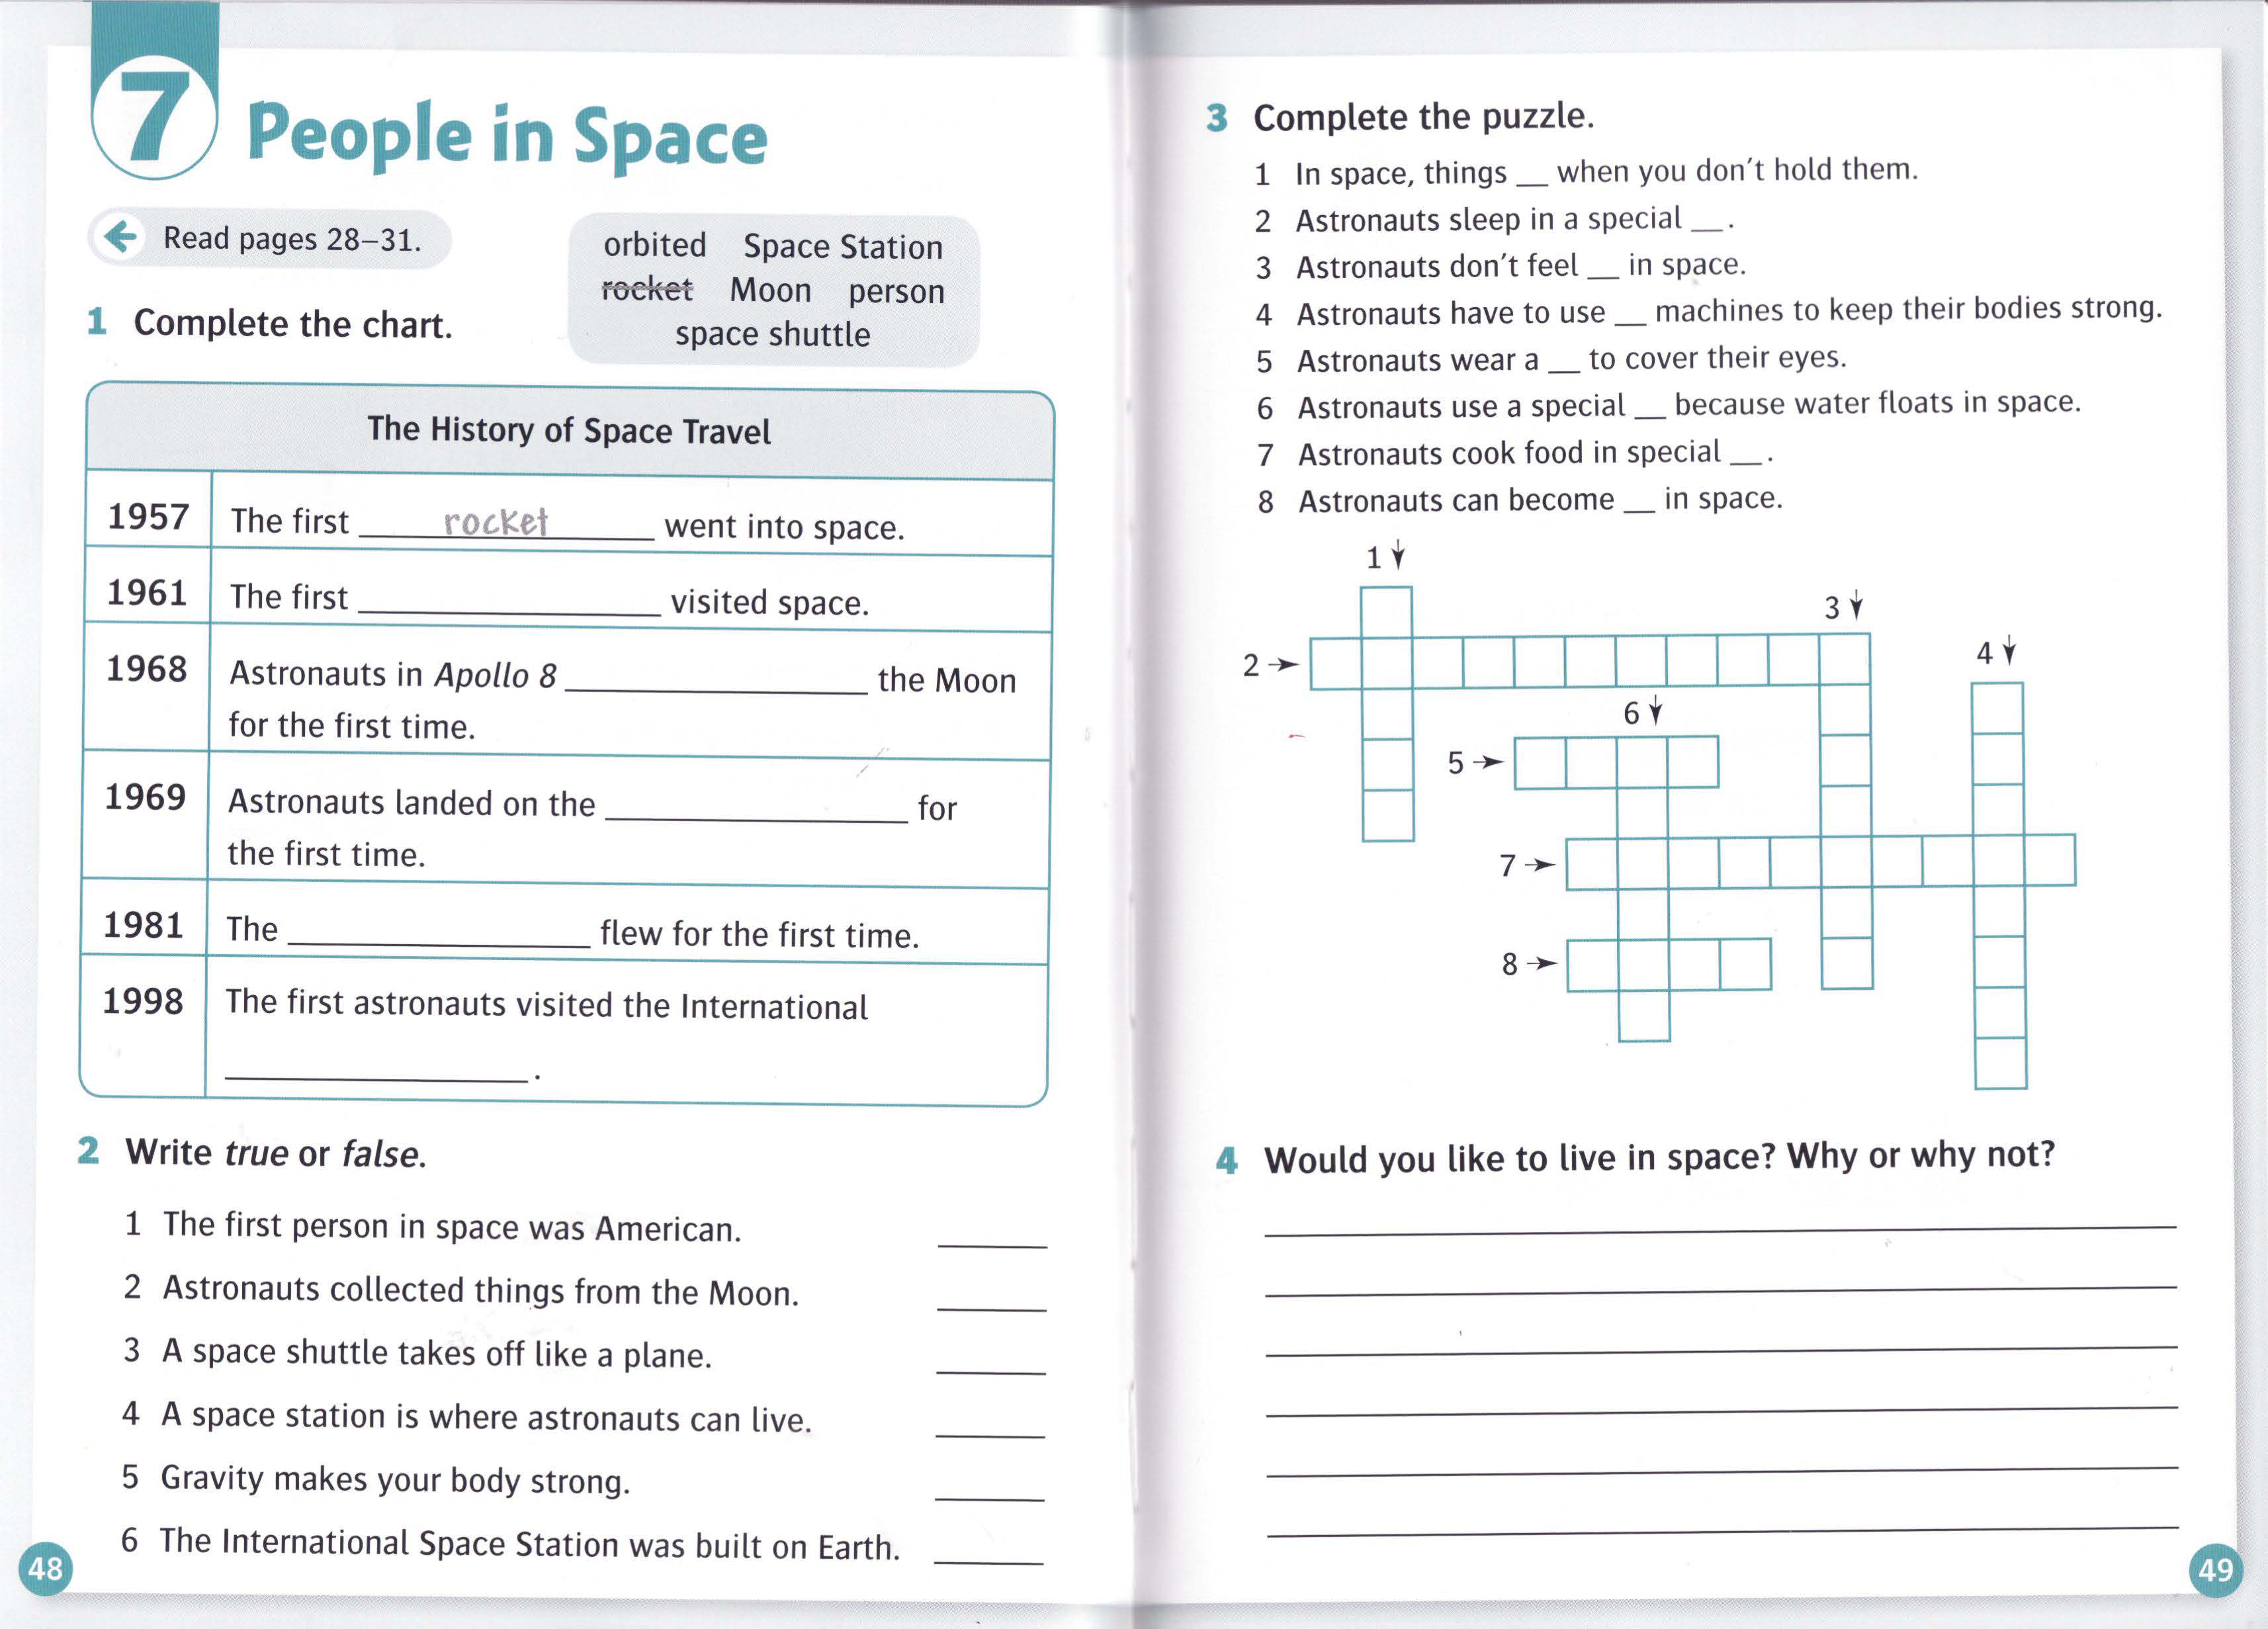 7
People in Space
Read pages 28–31.
orbited Space Station
rocket Moon person
space shuttle
1 Complete the chart.
The History of Space Travel
1957 The first rocket went into space.
1961 The first ____ visited space.
1968 Astronauts in Apollo 8 ____ the Moon
for the first time.
1969 Astronauts landed on the ____ for
the first time.
1981 The ____ flew for the first time.
1998 The first astronauts visited the International
____.
2 Write true or false.
1 The first person in space was American. ____
2 Astronauts collected things from the Moon. ____
3 A space shuttle takes off like a plane. ____
4 A space station is where astronauts can live. ____
5 Gravity makes your body strong. ____
6 The International Space Station was built on Earth. ____
48
3 Complete the puzzle.
1 In space, things __ when you don't hold them.
2 Astronauts sleep in a special __.
3 Astronauts don't feel __ in space.
4 Astronauts have to use __ machines to keep their bodies strong.
5 Astronauts wear a __ to cover their eyes.
6 Astronauts use a special __ because water floats in space.
7 Astronauts cook food in special __.
8 Astronauts can become __ in space.
1
3
2
4
6
5
7
8
4 Would you like to live in space? Why or why not?
49